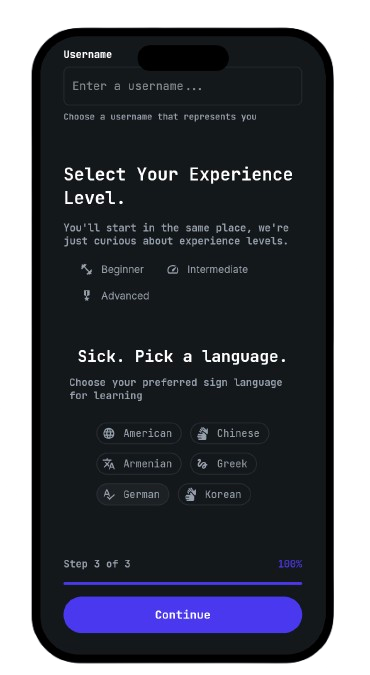 Username
Enter a username...
Choose a username that represents you
Select Your Experience
Level.
You'll start in the same place, we're
just curious about experience levels.
Beginner Intermediate
Advanced
Sick. Pick a language.
Choose your preferred sign language
for learning
American Chinese
Armenian Greek
German Korean
Step 3 of 3 100%
Continue